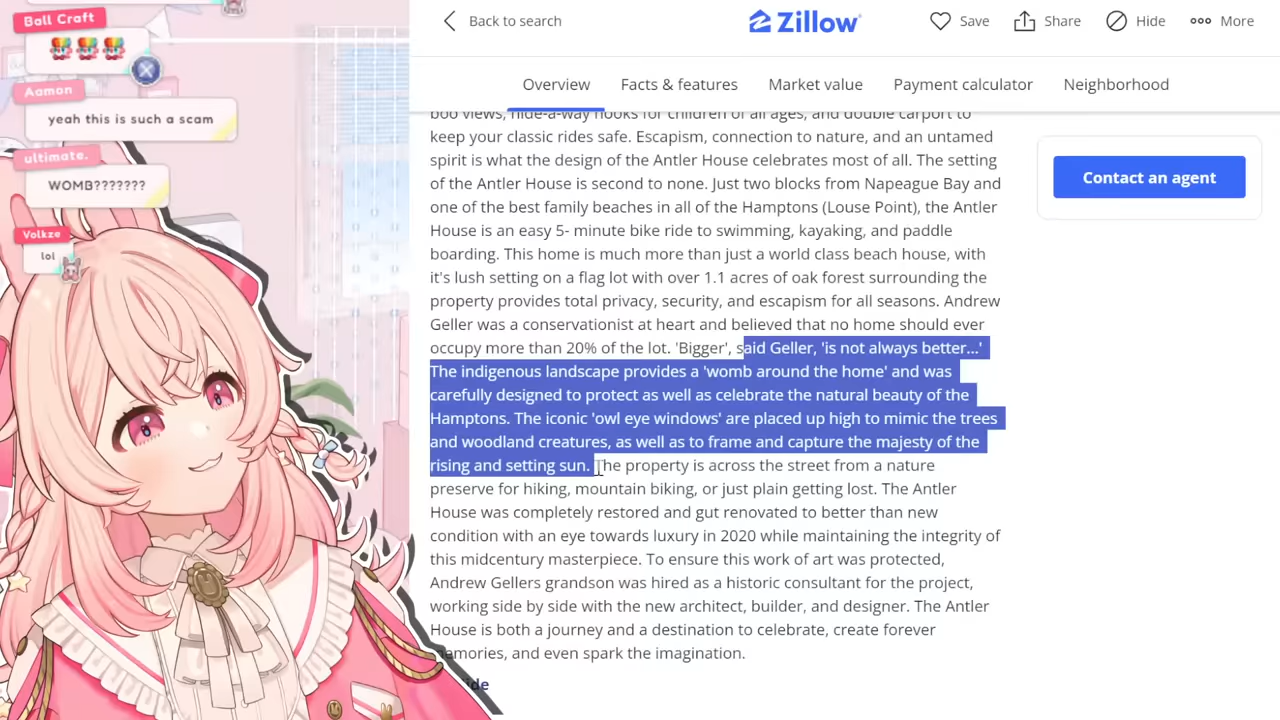 Ball Craft
Aamon
yeah this is such a scam
ultimate.
WOMB???????
Volkze
lol
Back to search
Zillow
Save
Share
Hide
More
Overview
Facts & features
Market value
Payment calculator
Neighborhood
boo views, hide-a-way nooks for children of all ages, and double carport to
keep your classic rides safe. Escapism, connection to nature, and an untamed
spirit is what the design of the Antler House celebrates most of all. The setting
of the Antler House is second to none. Just two blocks from Napeague Bay and
one of the best family beaches in all of the Hamptons (Louse Point), the Antler
House is an easy 5- minute bike ride to swimming, kayaking, and paddle
boarding. This home is much more than just a world class beach house, with
it's lush setting on a flag lot with over 1.1 acres of oak forest surrounding the
property provides total privacy, security, and escapism for all seasons. Andrew
Geller was a conservationist at heart and believed that no home should ever
occupy more than 20% of the lot. 'Bigger', said Geller, 'is not always better...'
The indigenous landscape provides a 'womb around the home' and was
carefully designed to protect as well as celebrate the natural beauty of the
Hamptons. The iconic 'owl eye windows' are placed up high to mimic the trees
and woodland creatures, as well as to frame and capture the majesty of the
rising and setting sun. The property is across the street from a nature
preserve for hiking, mountain biking, or just plain getting lost. The Antler
House was completely restored and gut renovated to better than new
condition with an eye towards luxury in 2020 while maintaining the integrity of
this midcentury masterpiece. To ensure this work of art was protected,
Andrew Gellers grandson was hired as a historic consultant for the project,
working side by side with the new architect, builder, and designer. The Antler
House is both a journey and a destination to celebrate, create forever
memories, and even spark the imagination.
Contact an agent